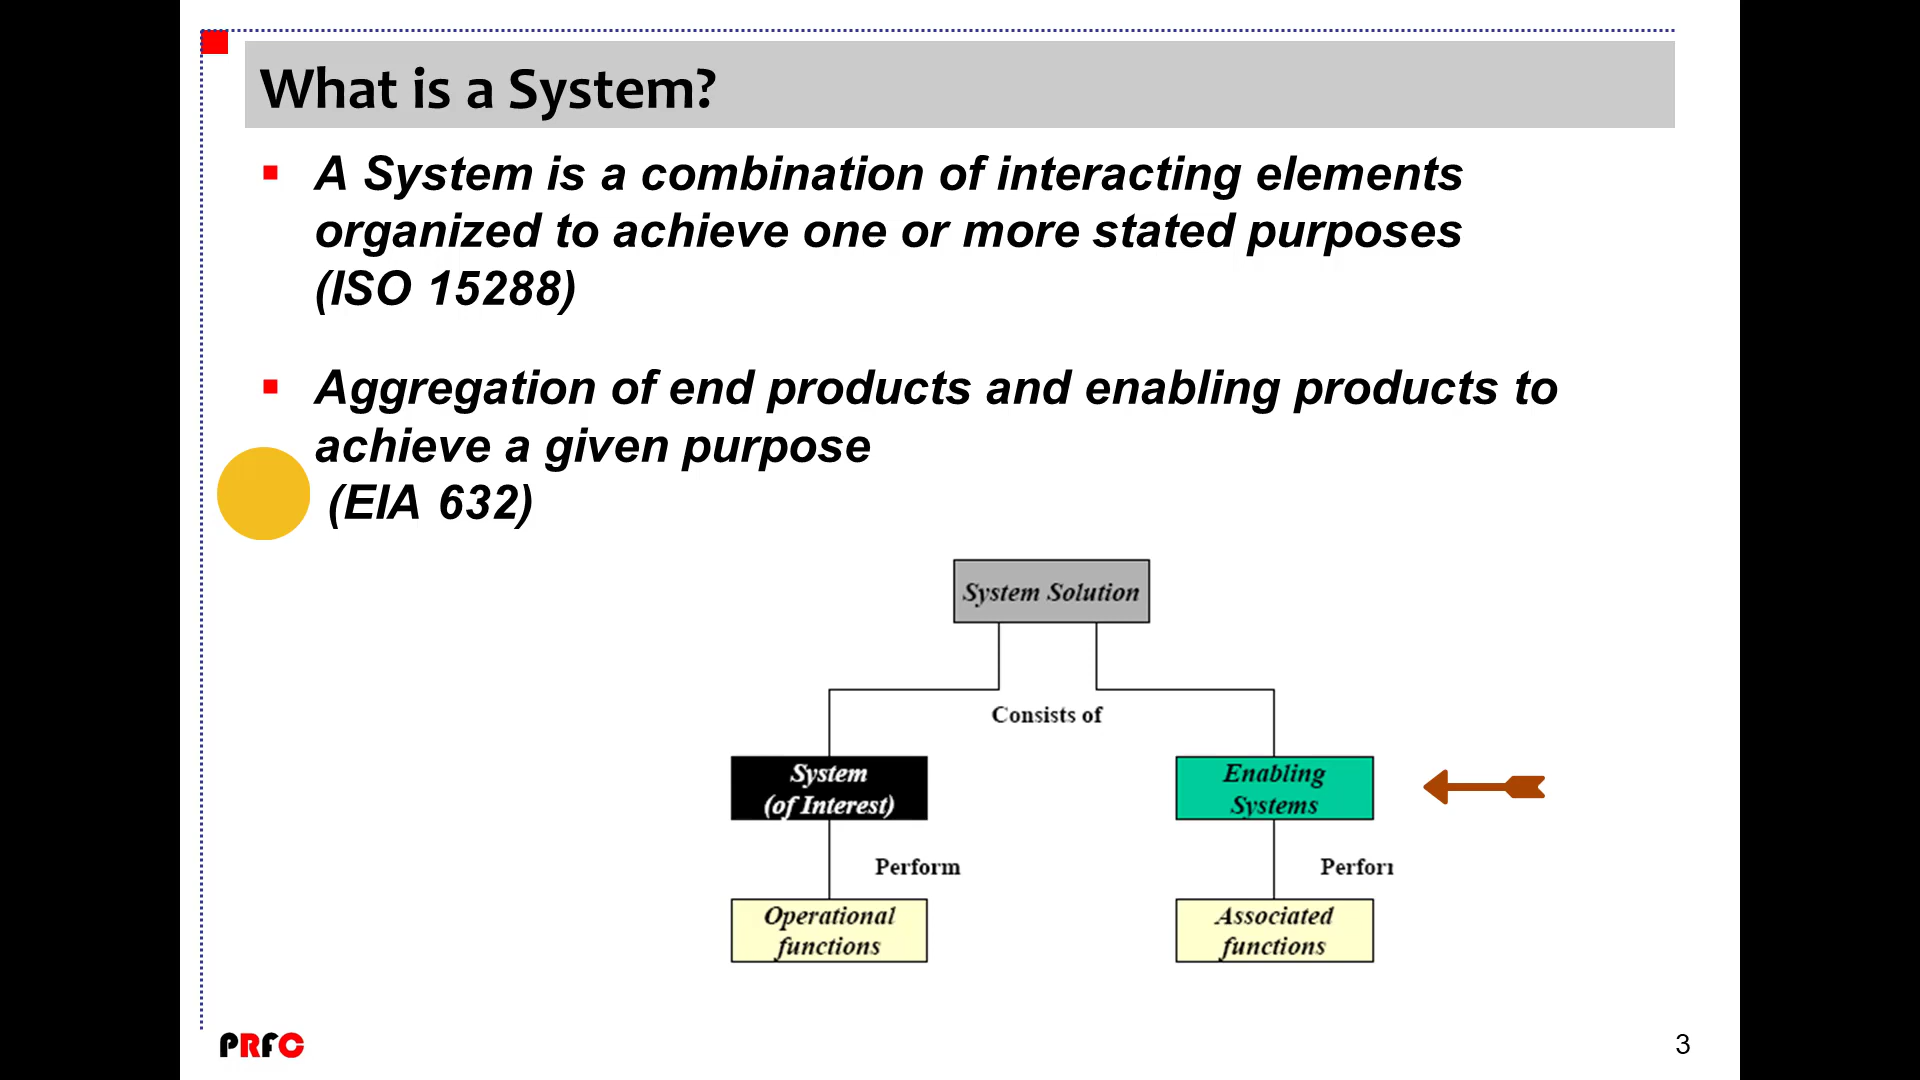 What is a System?
A System is a combination of interacting elements
organized to achieve one or more stated purposes
(ISO 15288)
Aggregation of end products and enabling products to
achieve a given purpose
(EIA 632)
System Solution
Consists of
System
(of Interest)
Enabling
Systems
Perform
Operational
functions
Associated
functions
PRFC
3